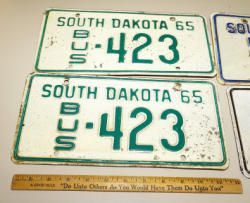 SOUTH DAKOTA 65
BUS-423
SOUTH DAKOTA 65
BUS-423
"Do Unto Others As You Would Have Them Do Unto You"